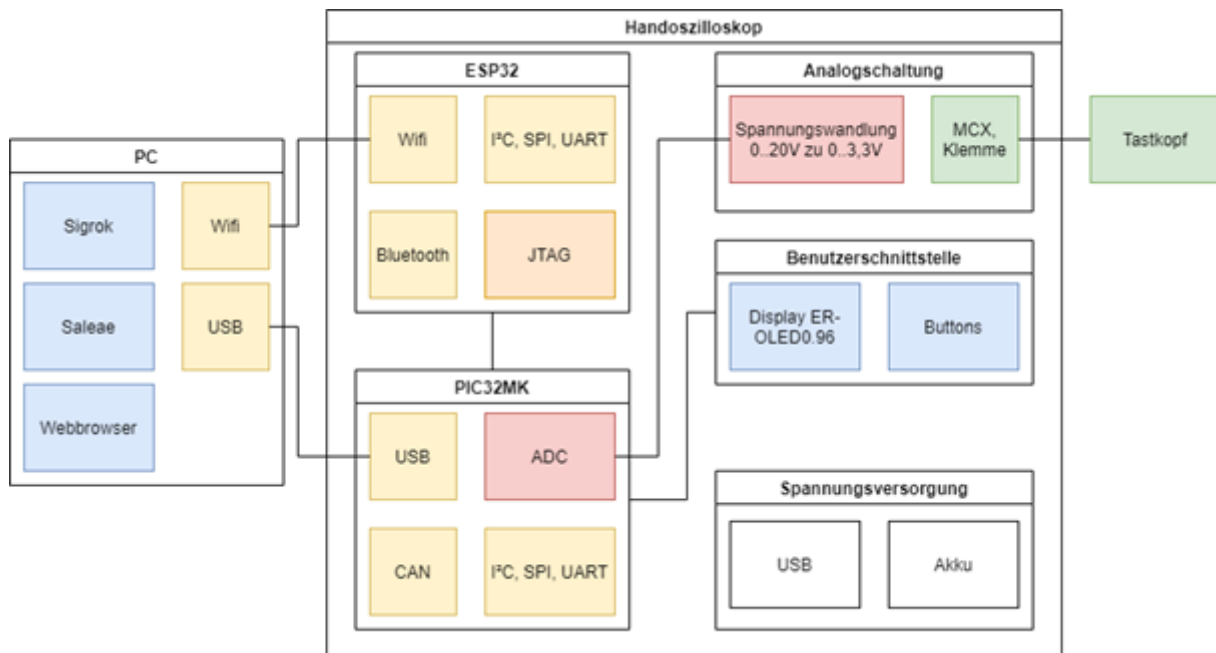 Handoszilloskop
PC
Sigrok
Wifi
Saleae
USB
Webbrowser
ESP32
Wifi
I²C, SPI, UART
Bluetooth
JTAG
PIC32MK
USB
ADC
CAN
I²C, SPI, UART
Analogschaltung
Spannungswandlung
0..20V zu 0..3,3V
MCX,
Klemme
Tastkopf
Benutzerschnittstelle
Display ER-
OLED0.96
Buttons
Spannungsversorgung
USB
Akku